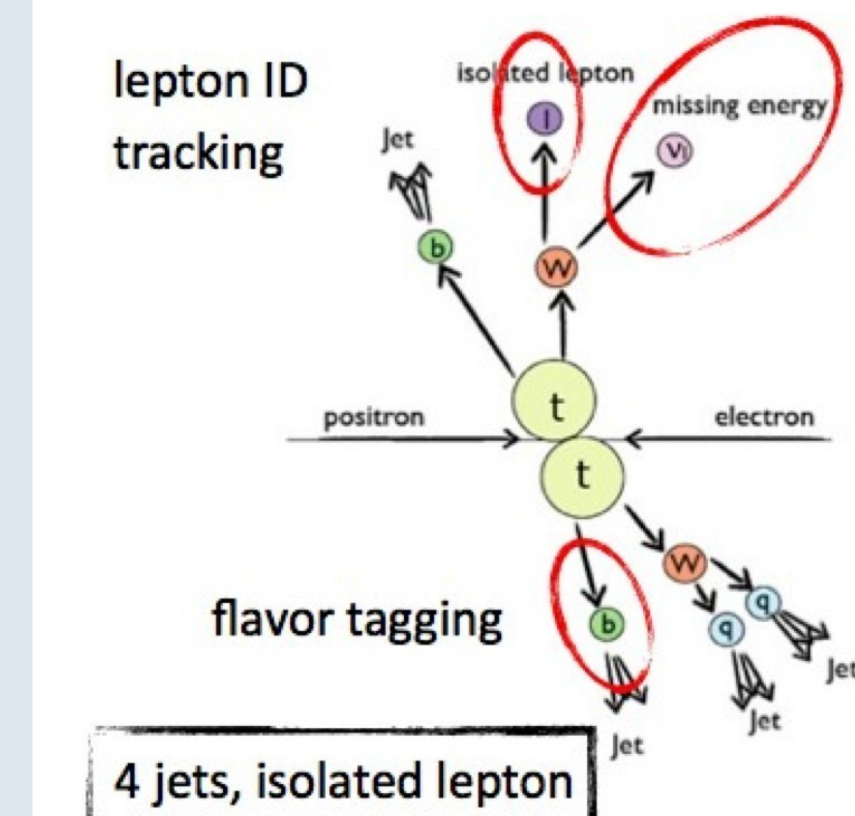 lepton ID
tracking
isolated lepton
l
missing energy
νl
Jet
b
W
t
positron
electron
t
W
q
flavor tagging
b
q
Jet
Jet
Jet
4 jets, isolated lepton